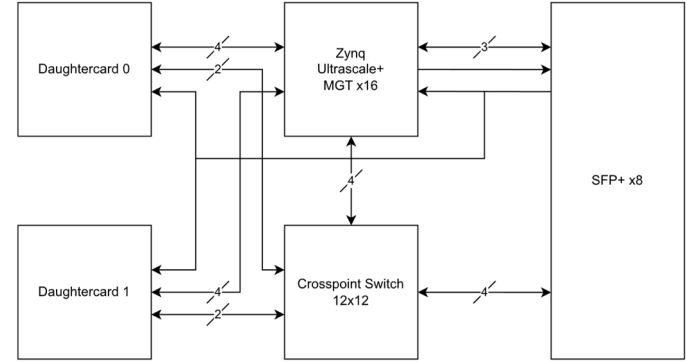 4
3
2
Daughtercard 0
Zynq
Ultrascale+
MGT x16
4
SFP+ x8
Daughtercard 1
Crosspoint Switch
12x12
4
4
2